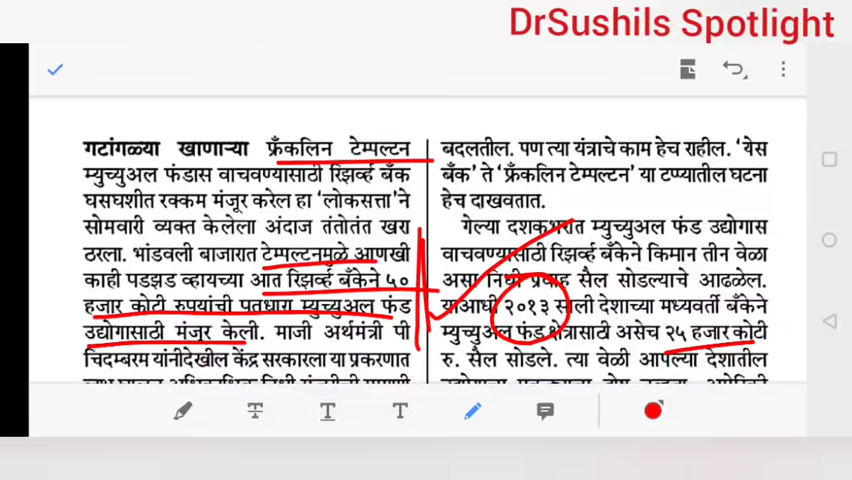 DrSushils Spotlight
गटांगळ्या खाणाऱ्या फ्रँकलिन टेम्पल्टन
म्युच्युअल फंडास वाचवण्यासाठी रिझर्व्ह बँक
घसघशीत रक्कम मंजूर करेल हा ‘लोकसत्ता’ने
सोमवारी व्यक्त केलेला अंदाज तंतोतंत खरा
ठरला. भांडवली बाजारात टेम्पल्टनमुळे आणखी
काही पडझड व्हायच्या आत रिझर्व्ह बँकेने ५०
हजार कोटी रुपयांची पतधारा म्युच्युअल फंड
उद्योगासाठी मंजूर केली. माजी अर्थमंत्री पी
चिदम्बरम यांनीदेखील केंद्र सरकारला या प्रकरणात
बदलतील. पण त्या यंत्राचे काम हेच राहील. ‘येस
बँक’ ते ‘फ्रँकलिन टेम्पल्टन’ या टप्प्यातील घटना
हेच दाखवतात.
गेल्या दशकभरात म्युच्युअल फंड उद्योगास
वाचवण्यासाठी रिझर्व्ह बँकेने किमान तीन वेळा
असा निधी प्रवाह सैल सोडल्याचे आढळेल.
याआधी २०१३ साली देशाच्या मध्यवर्ती बँकेने
म्युच्युअल फंड क्षेत्रासाठी असेच २५ हजार कोटी
रु. सैल सोडले. त्या वेळी आपल्या देशातील